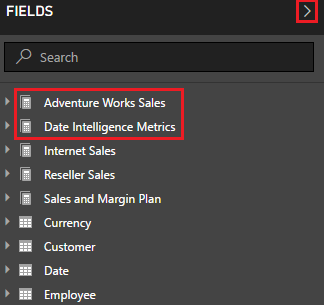 FIELDS
Search
Adventure Works Sales
Date Intelligence Metrics
Internet Sales
Reseller Sales
Sales and Margin Plan
Currency
Customer
Date
Employee